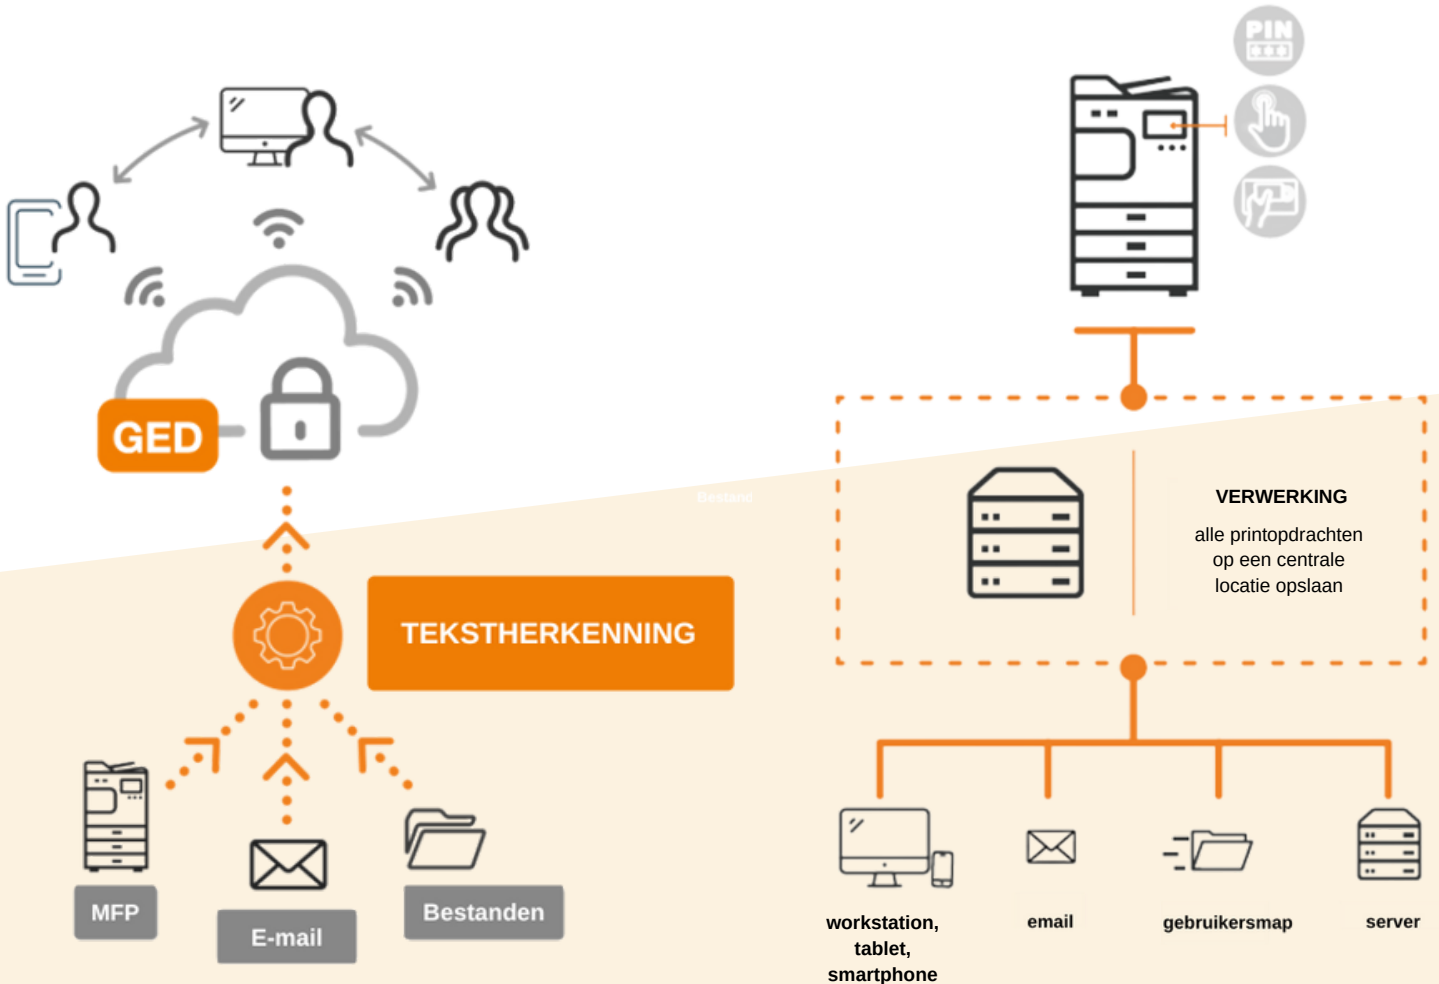 PIN
GED
Bestand
VERWERKING
alle printopdrachten
op een centrale
locatie opslaan
TEKSTHERKENNING
MFP
E-mail
Bestanden
workstation,
tablet,
smartphone
email
gebruikersmap
server